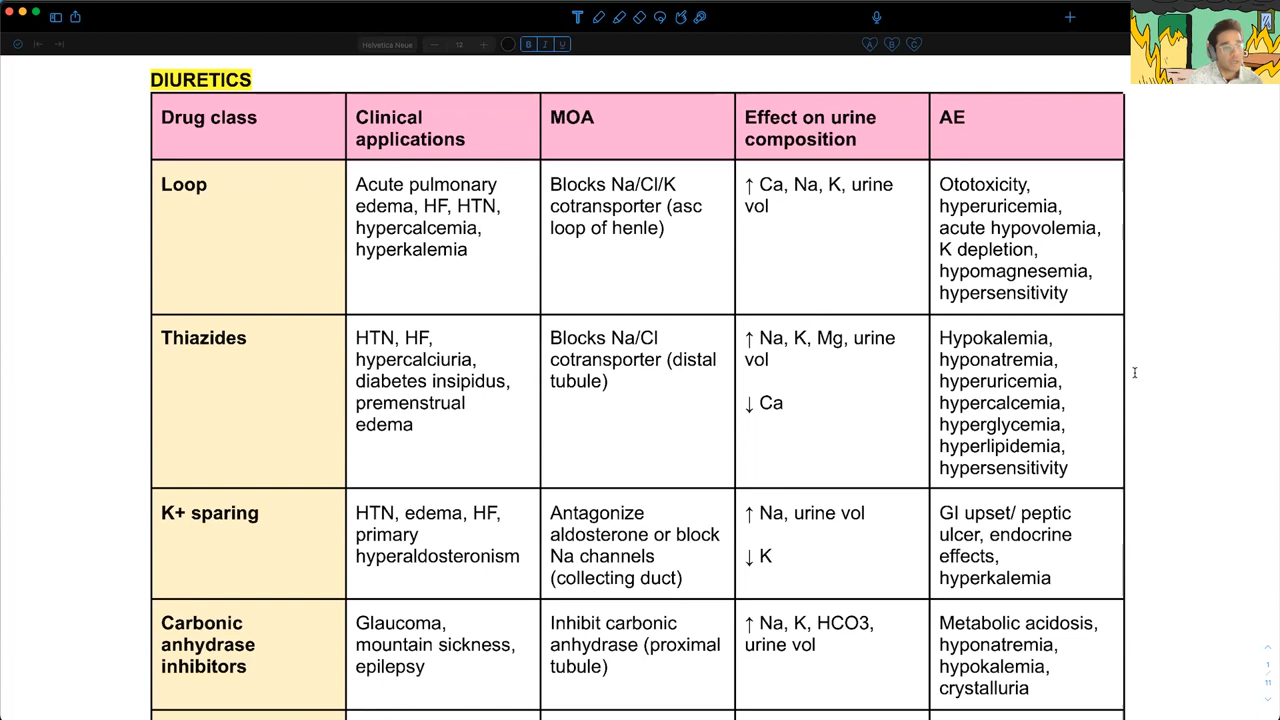 Helvetica Neue
12
B
I
U
A
B
C
DIURETICS
Drug class
Clinical
applications
MOA
Effect on urine
composition
AE
Loop
Acute pulmonary
edema, HF, HTN,
hypercalcemia,
hyperkalemia
Blocks Na/Cl/K
cotransporter (asc
loop of henle)
↑ Ca, Na, K, urine
vol
Ototoxicity,
hyperuricemia,
acute hypovolemia,
K depletion,
hypomagnesemia,
hypersensitivity
Thiazides
HTN, HF,
hypercalciuria,
diabetes insipidus,
premenstrual
edema
Blocks Na/Cl
cotransporter (distal
tubule)
↑ Na, K, Mg, urine
vol
↓ Ca
Hypokalemia,
hyponatremia,
hyperuricemia,
hypercalcemia,
hyperglycemia,
hyperlipidemia,
hypersensitivity
K+ sparing
HTN, edema, HF,
primary
hyperaldosteronism
Antagonize
aldosterone or block
Na channels
(collecting duct)
↑ Na, urine vol
↓ K
GI upset/ peptic
ulcer, endocrine
effects,
hyperkalemia
Carbonic
anhydrase
inhibitors
Glaucoma,
mountain sickness,
epilepsy
Inhibit carbonic
anhydrase (proximal
tubule)
↑ Na, K, HCO3,
urine vol
Metabolic acidosis,
hyponatremia,
hypokalemia,
crystalluria
1
/
11